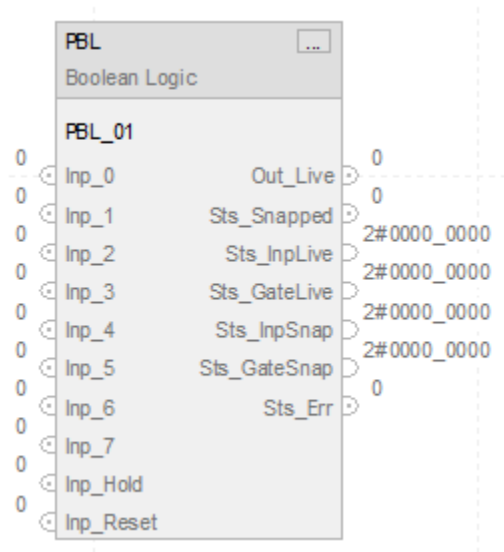 PBL ...
Boolean Logic
PBL_01
0 Inp_0 Out_Live 0
0 Inp_1 Sts_Snapped 0
0 Inp_2 Sts_InpLive 2#0000_0000
0 Inp_3 Sts_GateLive 2#0000_0000
0 Inp_4 Sts_InpSnap 2#0000_0000
0 Inp_5 Sts_GateSnap 2#0000_0000
0 Inp_6 Sts_Err 0
0 Inp_7
0 Inp_Hold
0 Inp_Reset